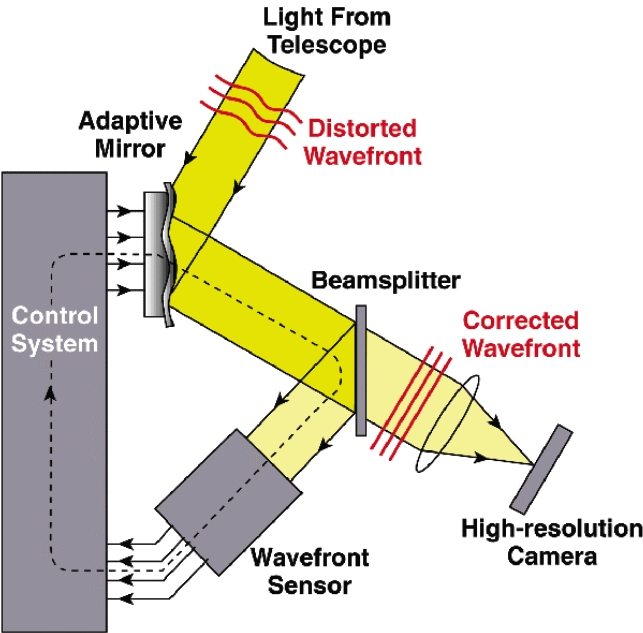 Light From
Telescope
Adaptive
Mirror
Distorted
Wavefront
Beamsplitter
Control
System
Corrected
Wavefront
High-resolution
Camera
Wavefront
Sensor